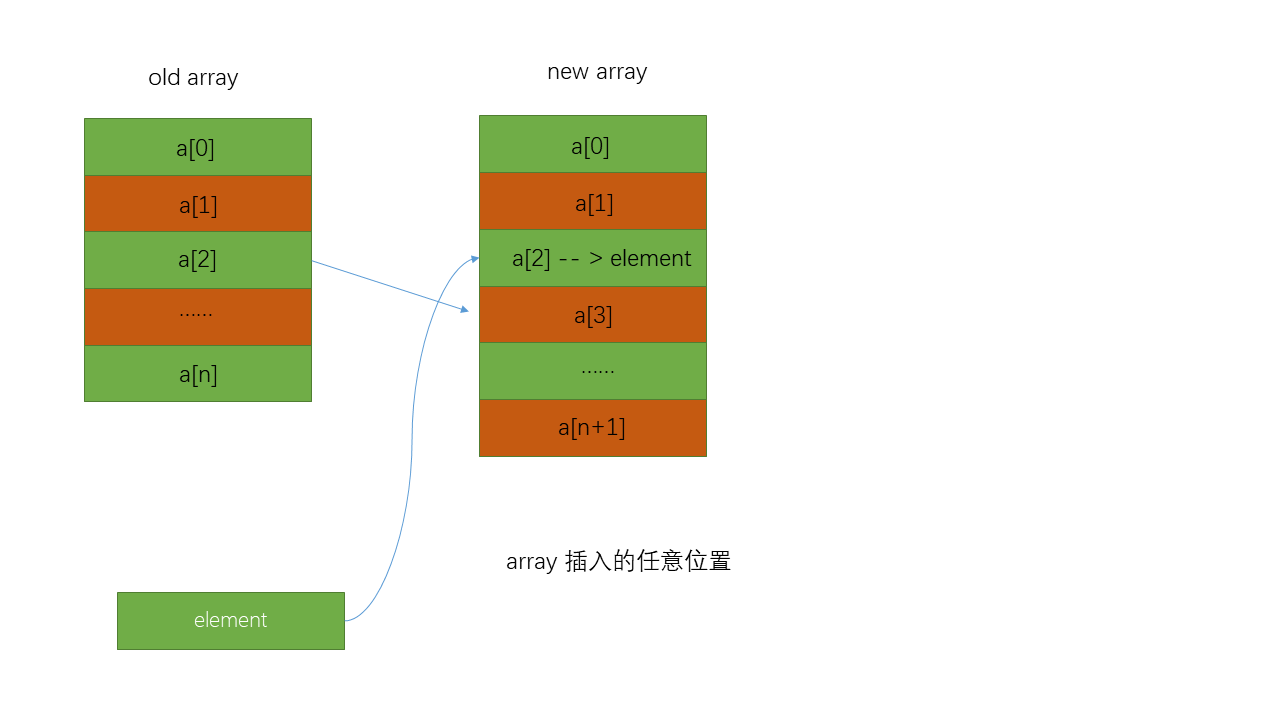 old array
a[0]
a[1]
a[2]
......
a[n]
new array
a[0]
a[1]
a[2] -- > element
a[3]
......
a[n+1]
array 插入的任意位置
element